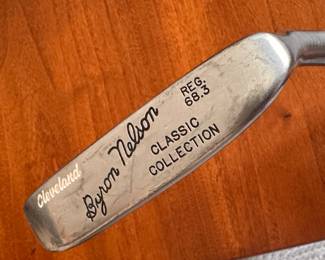 Cleveland
Byron Nelson
REG.
68.3
CLASSIC
COLLECTION